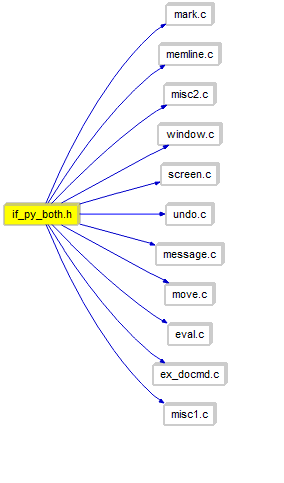 mark.c
memline.c
misc2.c
window.c
screen.c
if_py_both.h
undo.c
message.c
move.c
eval.c
ex_docmd.c
misc1.c